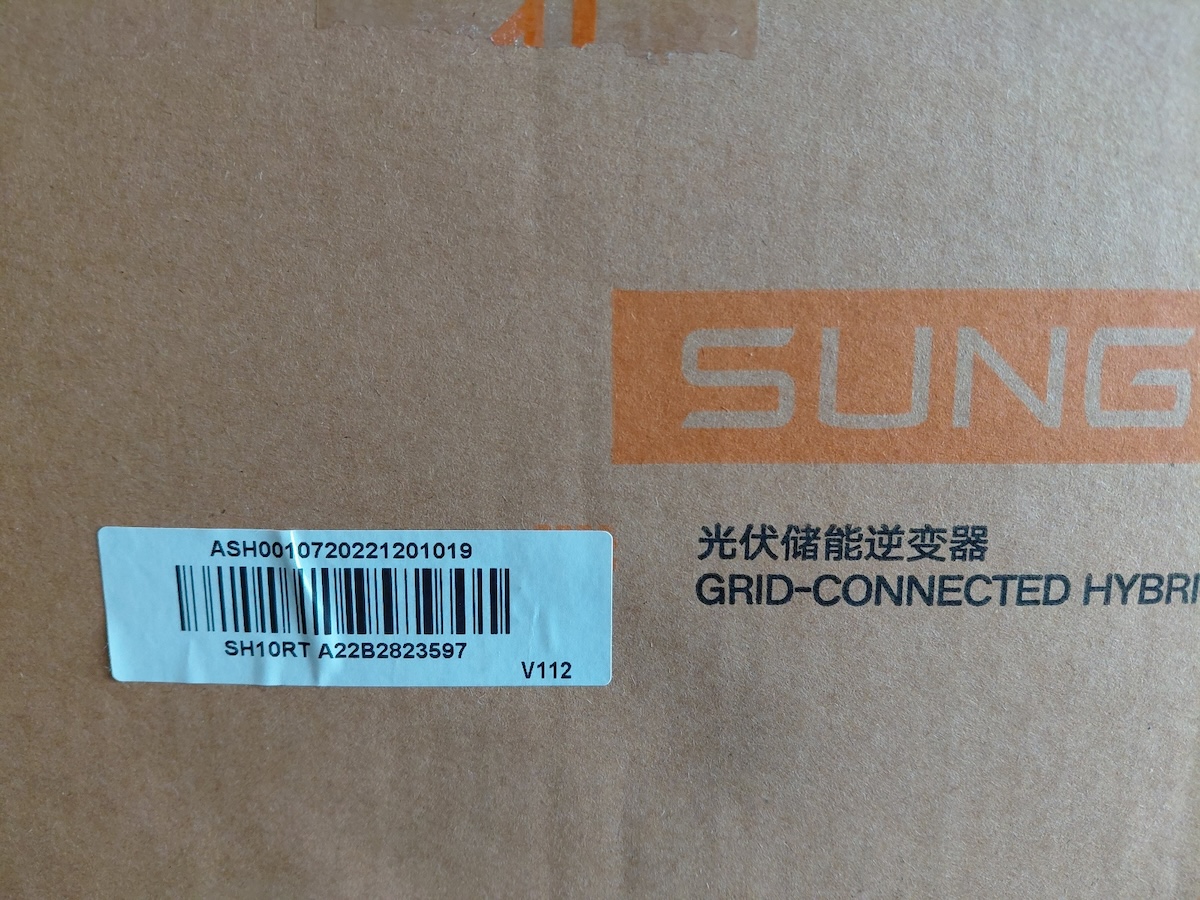 SUNG
光伏储能逆变器
GRID-CONNECTED HYBRI
ASH0010720221201019
SH10RT A22B2823597
V112